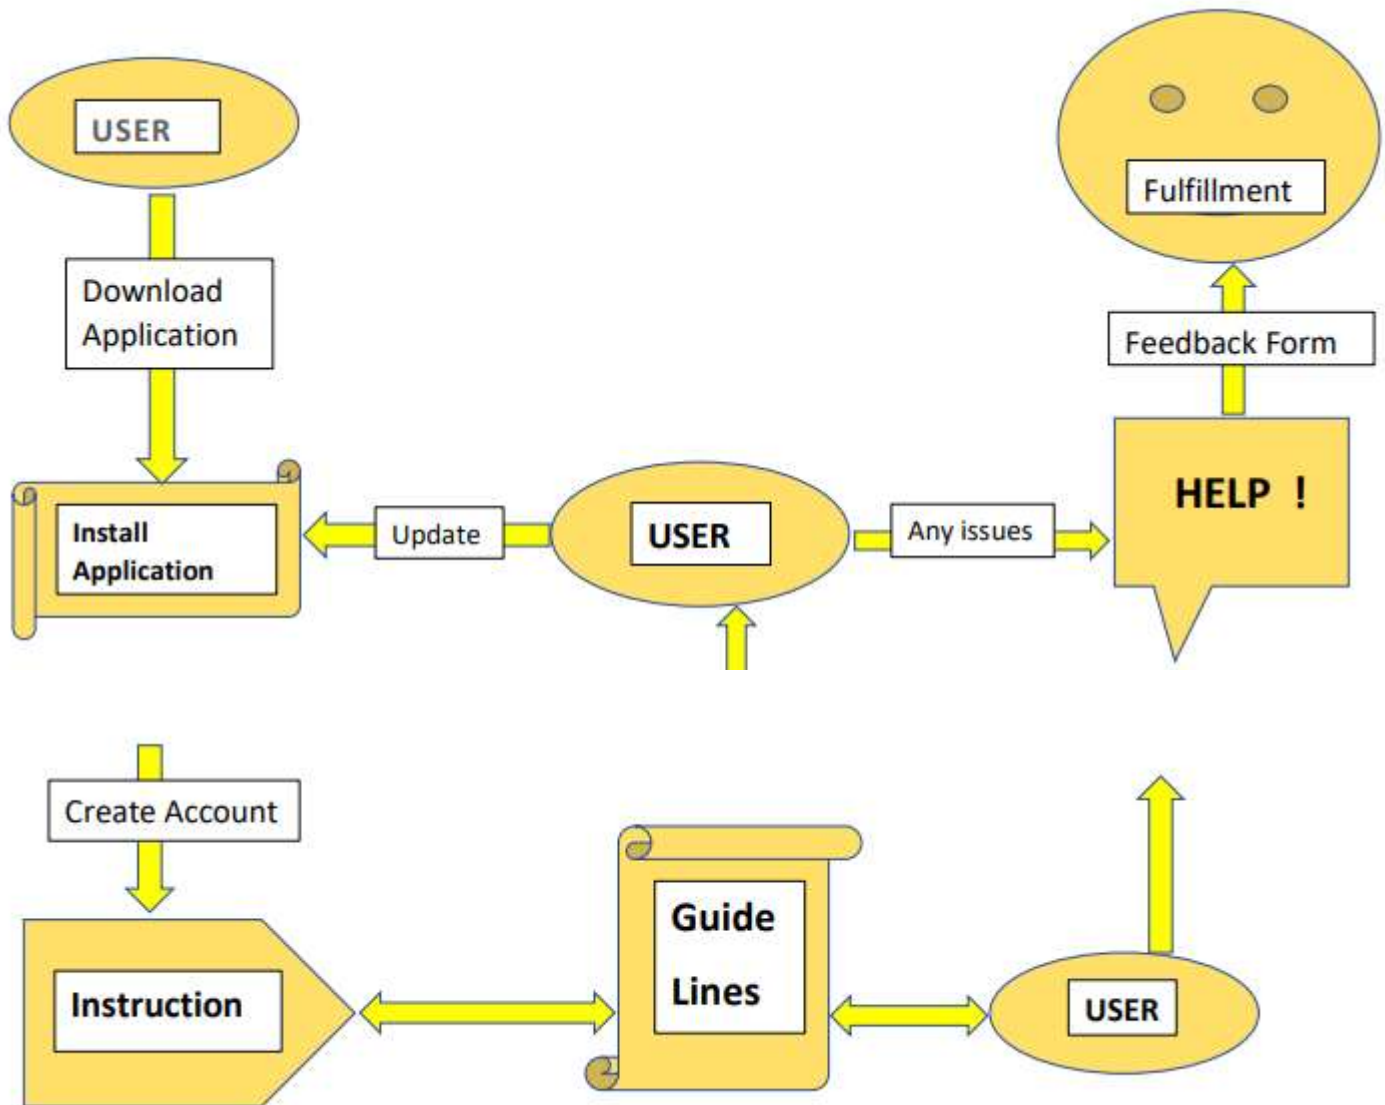 USER
Fulfillment
Download
Application
Feedback Form
HELP !
Install
Application
Update
USER
Any issues
Create Account
Guide
Lines
Instruction
USER